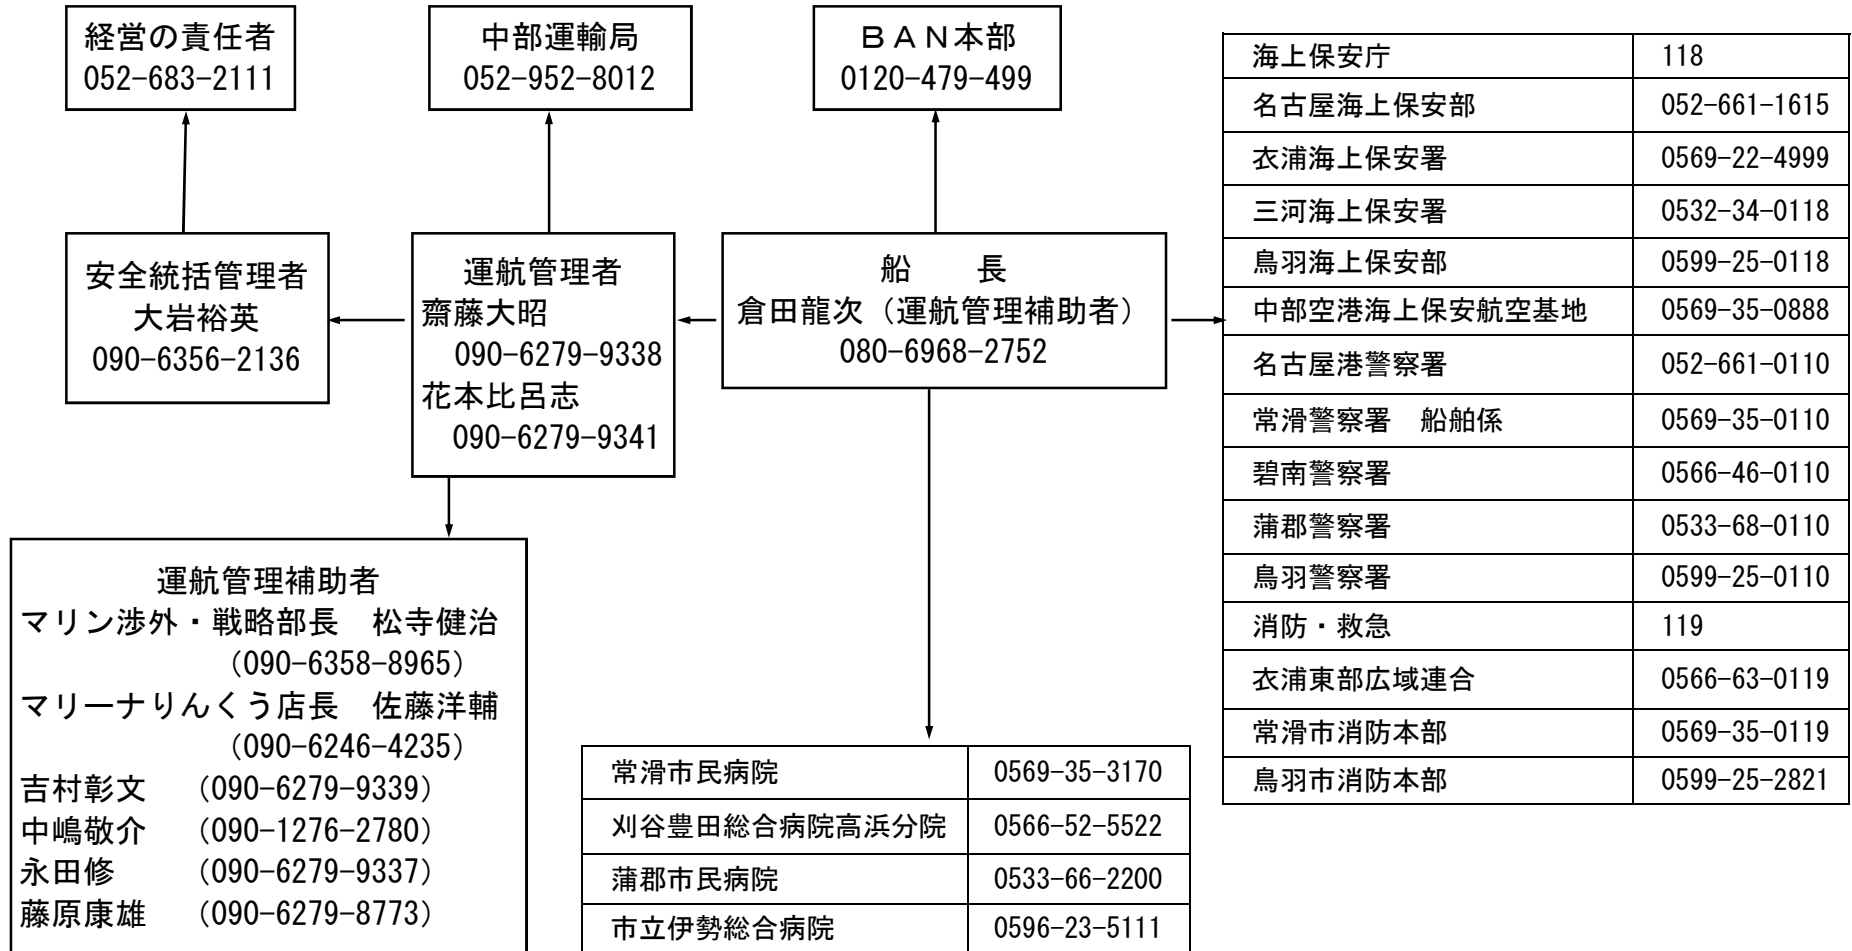 経営の責任者
052-683-2111
中部運輸局
052-952-8012
ＢＡＮ本部
0120-479-499
安全統括管理者
大岩裕英
090-6356-2136
運航管理者
齋藤大昭
090-6279-9338
花本比呂志
090-6279-9341
船　　長
倉田龍次（運航管理補助者）
080-6968-2752
海上保安庁 118
名古屋海上保安部 052-661-1615
衣浦海上保安署 0569-22-4999
三河海上保安署 0532-34-0118
鳥羽海上保安部 0599-25-0118
中部空港海上保安航空基地 0569-35-0888
名古屋港警察署 052-661-0110
常滑警察署　船舶係 0569-35-0110
碧南警察署 0566-46-0110
蒲郡警察署 0533-68-0110
鳥羽警察署 0599-25-0110
消防・救急 119
衣浦東部広域連合 0566-63-0119
常滑市消防本部 0569-35-0119
鳥羽市消防本部 0599-25-2821
運航管理補助者
マリン渉外・戦略部長　松寺健治
（090-6358-8965）
マリーナりんくう店長　佐藤洋輔
（090-6246-4235）
吉村彰文　（090-6279-9339）
中嶋敬介　（090-1276-2780）
永田修　　（090-6279-9337）
藤原康雄　（090-6279-8773）
常滑市民病院 0569-35-3170
刈谷豊田総合病院高浜分院 0566-52-5522
蒲郡市民病院 0533-66-2200
市立伊勢総合病院 0596-23-5111